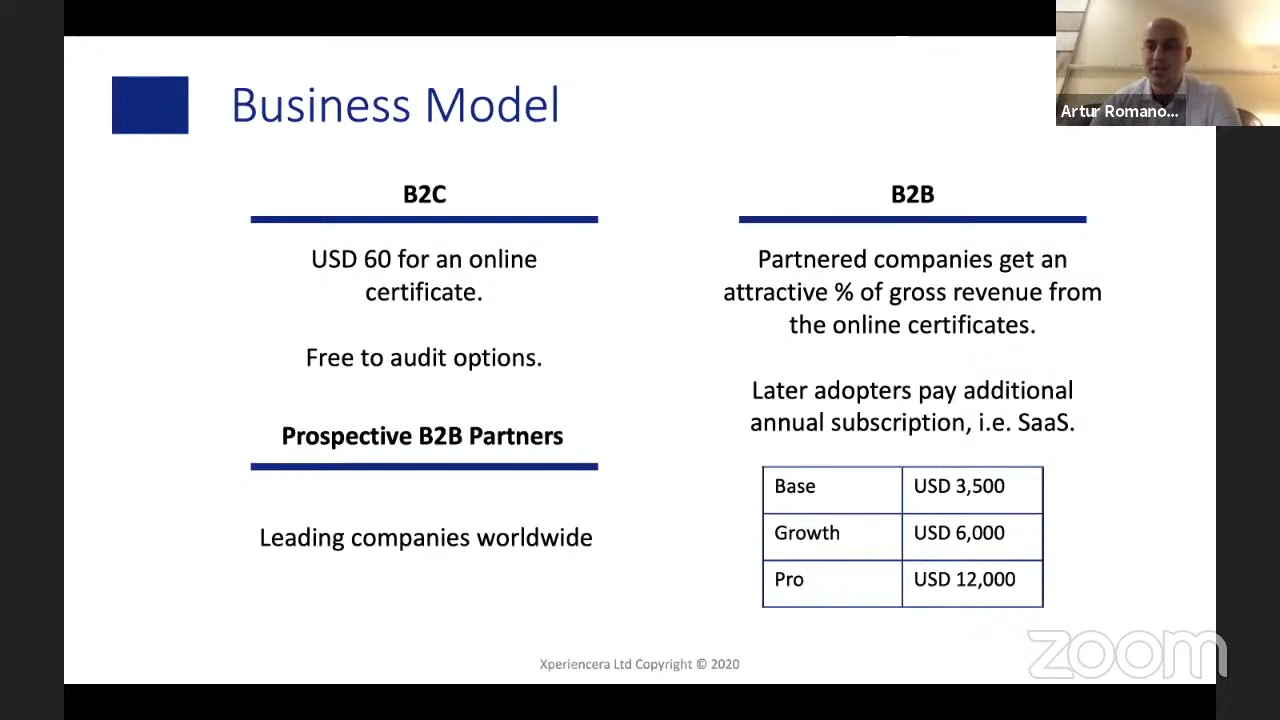 Business Model
Artur Romano...
B2C
USD 60 for an online
certificate.
Free to audit options.
Prospective B2B Partners
Leading companies worldwide
B2B
Partnered companies get an
attractive % of gross revenue from
the online certificates.
Later adopters pay additional
annual subscription, i.e. SaaS.
Base USD 3,500
Growth USD 6,000
Pro USD 12,000
Xperiencera Ltd Copyright © 2020
zoom